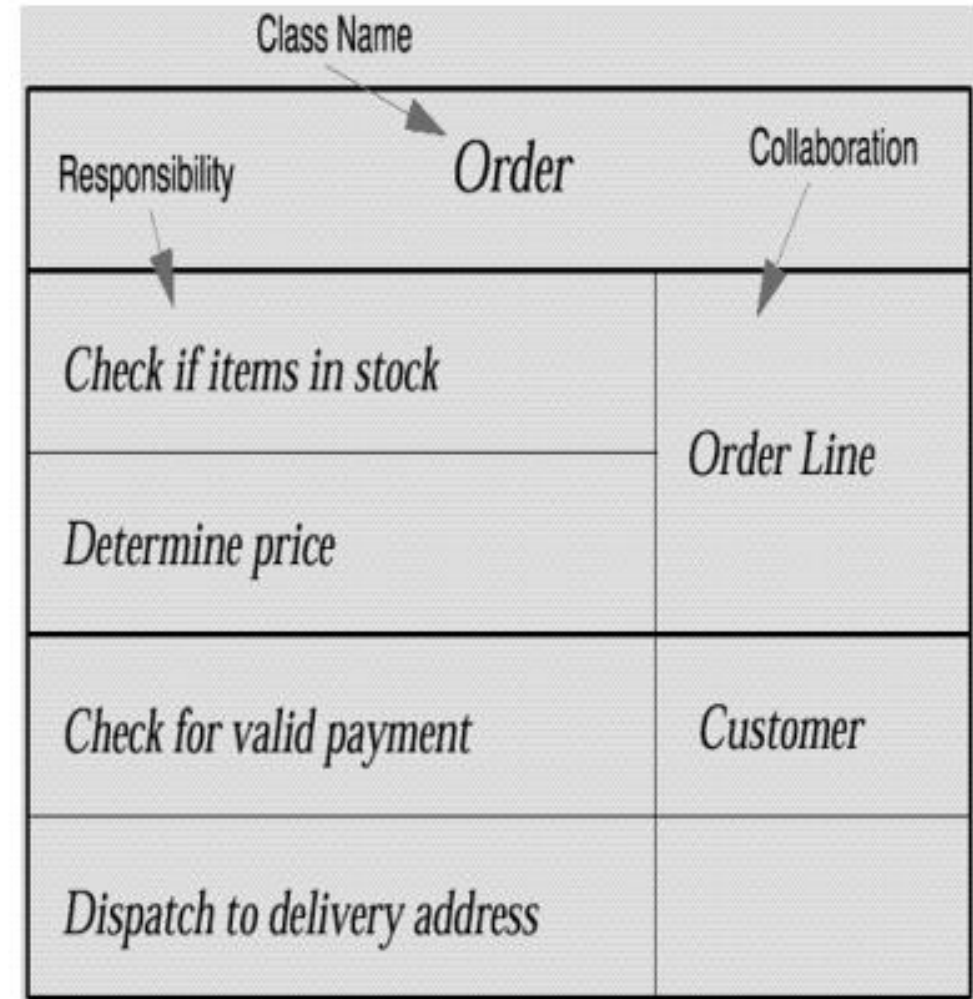 Class Name
Order
Responsibility
Collaboration
Check if items in stock
Order Line
Determine price
Check for valid payment
Customer
Dispatch to delivery address